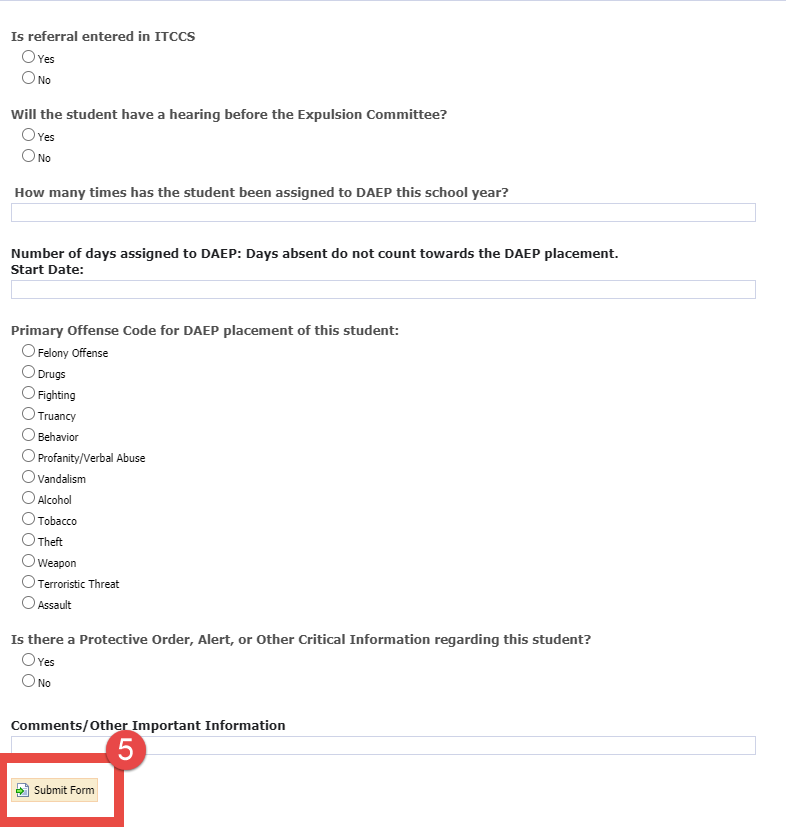 Is referral entered in ITCCS
Yes
No
Will the student have a hearing before the Expulsion Committee?
Yes
No
How many times has the student been assigned to DAEP this school year?
Number of days assigned to DAEP: Days absent do not count towards the DAEP placement.
Start Date:
Primary Offense Code for DAEP placement of this student:
Felony Offense
Drugs
Fighting
Truancy
Behavior
Profanity/Verbal Abuse
Vandalism
Alcohol
Tobacco
Theft
Weapon
Terroristic Threat
Assault
Is there a Protective Order, Alert, or Other Critical Information regarding this student?
Yes
No
Comments/Other Important Information
5
Submit Form